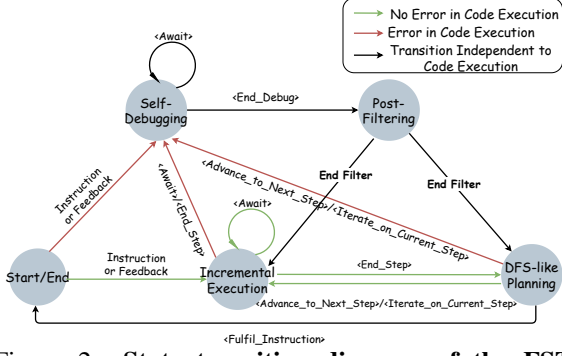 No Error in Code Execution
Error in Code Execution
Transition Independent to
Code Execution
<Await>
Self-
Debugging
<End_Debug>
Post-
Filtering
<Advance_to_Next_Step>/<Iterate_on_Current_Step>
End Filter
End Filter
Instruction
or Feedback
<Await>/<End_Step>
<Await>
Start/End
Instruction
or Feedback
Incremental
Execution
<End_Step>
DFS-like
Planning
<Advance_to_Next_Step>/<Iterate_on_Current_Step>
<Fulfil_Instruction>